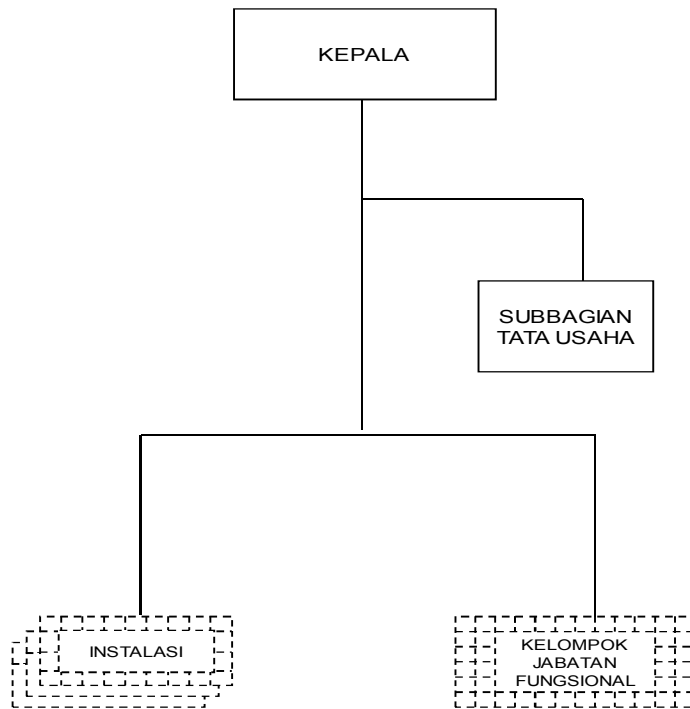 KEPALA
SUBBAGIAN
TATA USAHA
INSTALASI
KELOMPOK
JABATAN
FUNGSIONAL